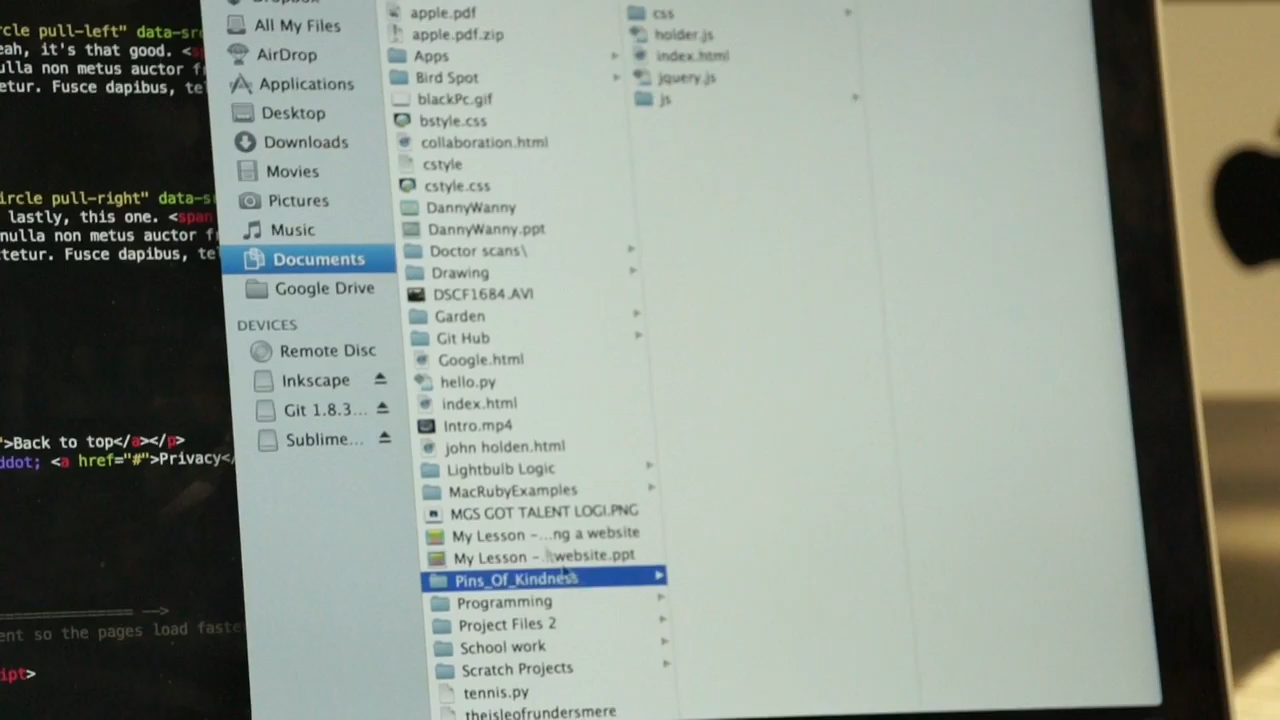 rcle pull-left" data-sr
eah, it's that good. <s
ulla non metus auctor f
etur. Fusce dapibus, te
ircle pull-right" data-s
lastly, this one. <span
nulla non metus auctor f
tetur. Fusce dapibus, te
">Back to top</a></p>
ddot; <a href="#">Privacy</
-->
ent so the pages load faste
ipt>
Dropbox
All My Files
AirDrop
Applications
Desktop
Downloads
Movies
Pictures
Music
Documents
Google Drive
DEVICES
Remote Disc
Inkscape
Git 1.8.3...
Sublime...
apple.pdf
apple.pdf.zip
Apps
Bird Spot
blackPc.gif
bstyle.css
collaboration.html
cstyle
cstyle.css
DannyWanny
DannyWanny.ppt
Doctor scans\
Drawing
DSCF1684.AVI
Garden
Git Hub
Google.html
hello.py
index.html
Intro.mp4
john holden.html
Lightbulb Logic
MacRubyExamples
MGS GOT TALENT LOGI.PNG
My Lesson -...ng a website
My Lesson -...website.ppt
Pins_Of_Kindness
Programming
Project Files 2
School work
Scratch Projects
tennis.py
theisleofrundersmere
css
holder.js
index.html
jquery.js
js